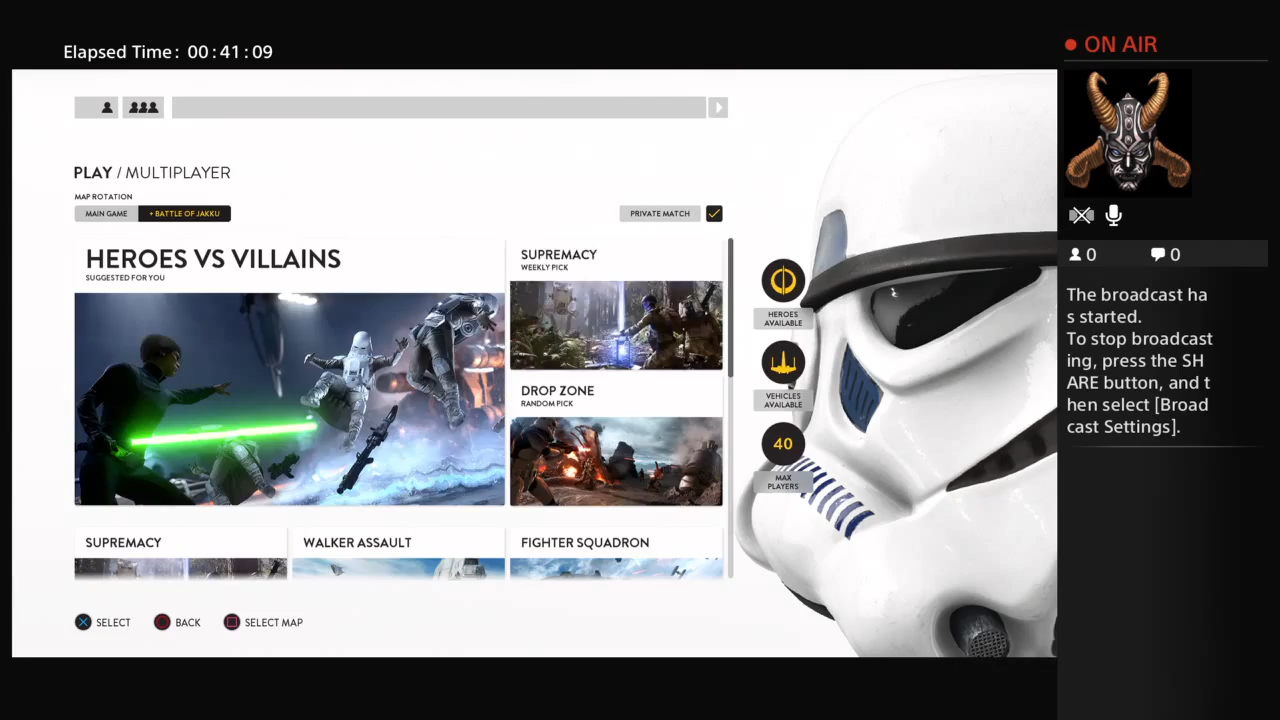 Elapsed Time: 00:41:09
ON AIR
PLAY / MULTIPLAYER
MAP ROTATION
MAIN GAME
+ BATTLE OF JAKKU
PRIVATE MATCH
HEROES VS VILLAINS
SUGGESTED FOR YOU
SUPREMACY
WEEKLY PICK
DROP ZONE
RANDOM PICK
HEROES
AVAILABLE
VEHICLES
AVAILABLE
40
MAX
PLAYERS
SUPREMACY
WALKER ASSAULT
FIGHTER SQUADRON
SELECT
BACK
SELECT MAP
0
0
The broadcast ha
s started.
To stop broadcast
ing, press the SH
ARE button, and t
hen select [Broad
cast Settings].